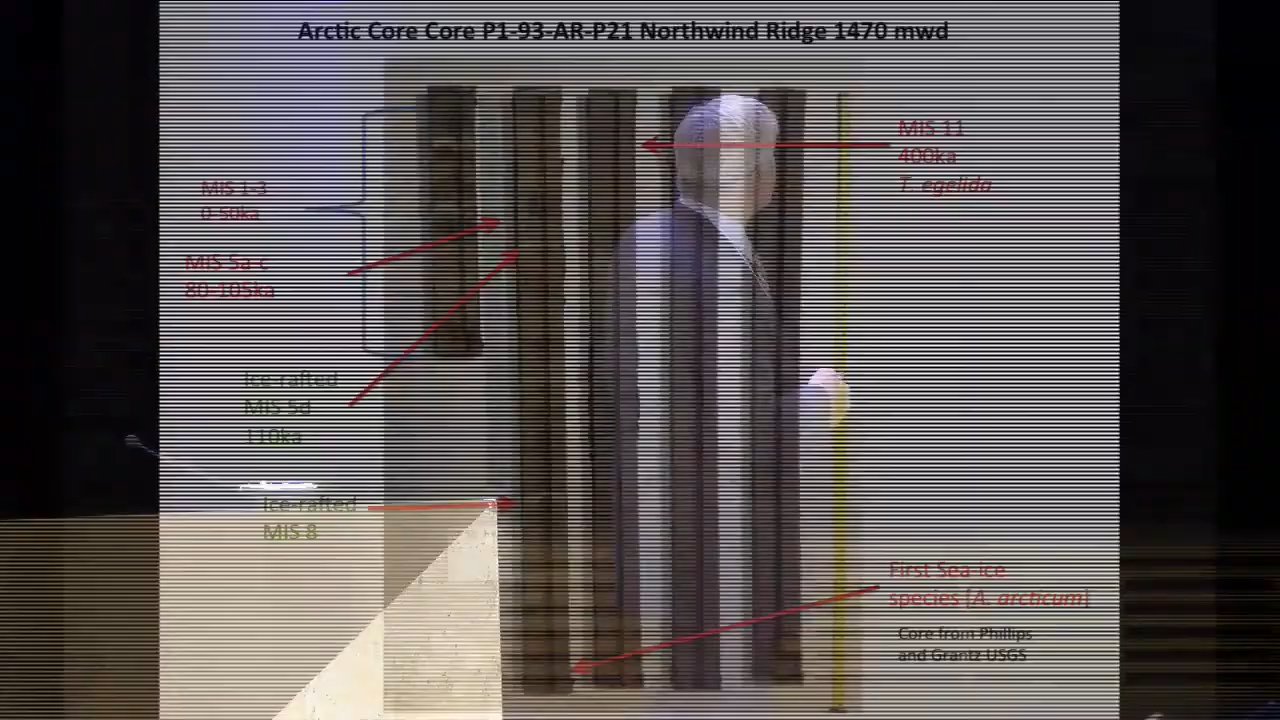 Arctic Core Core P1-93-AR-P21 Northwind Ridge 1470 mwd
MIS 11
400ka
T. egelida
MIS 1-3
0-50ka
MIS 5a-c
80-105ka
Ice-rafted
MIS 5d
110ka
Ice-rafted
MIS 8
First Sea-ice
species [A. arcticum]
Core from Phillips
and Grantz USGS